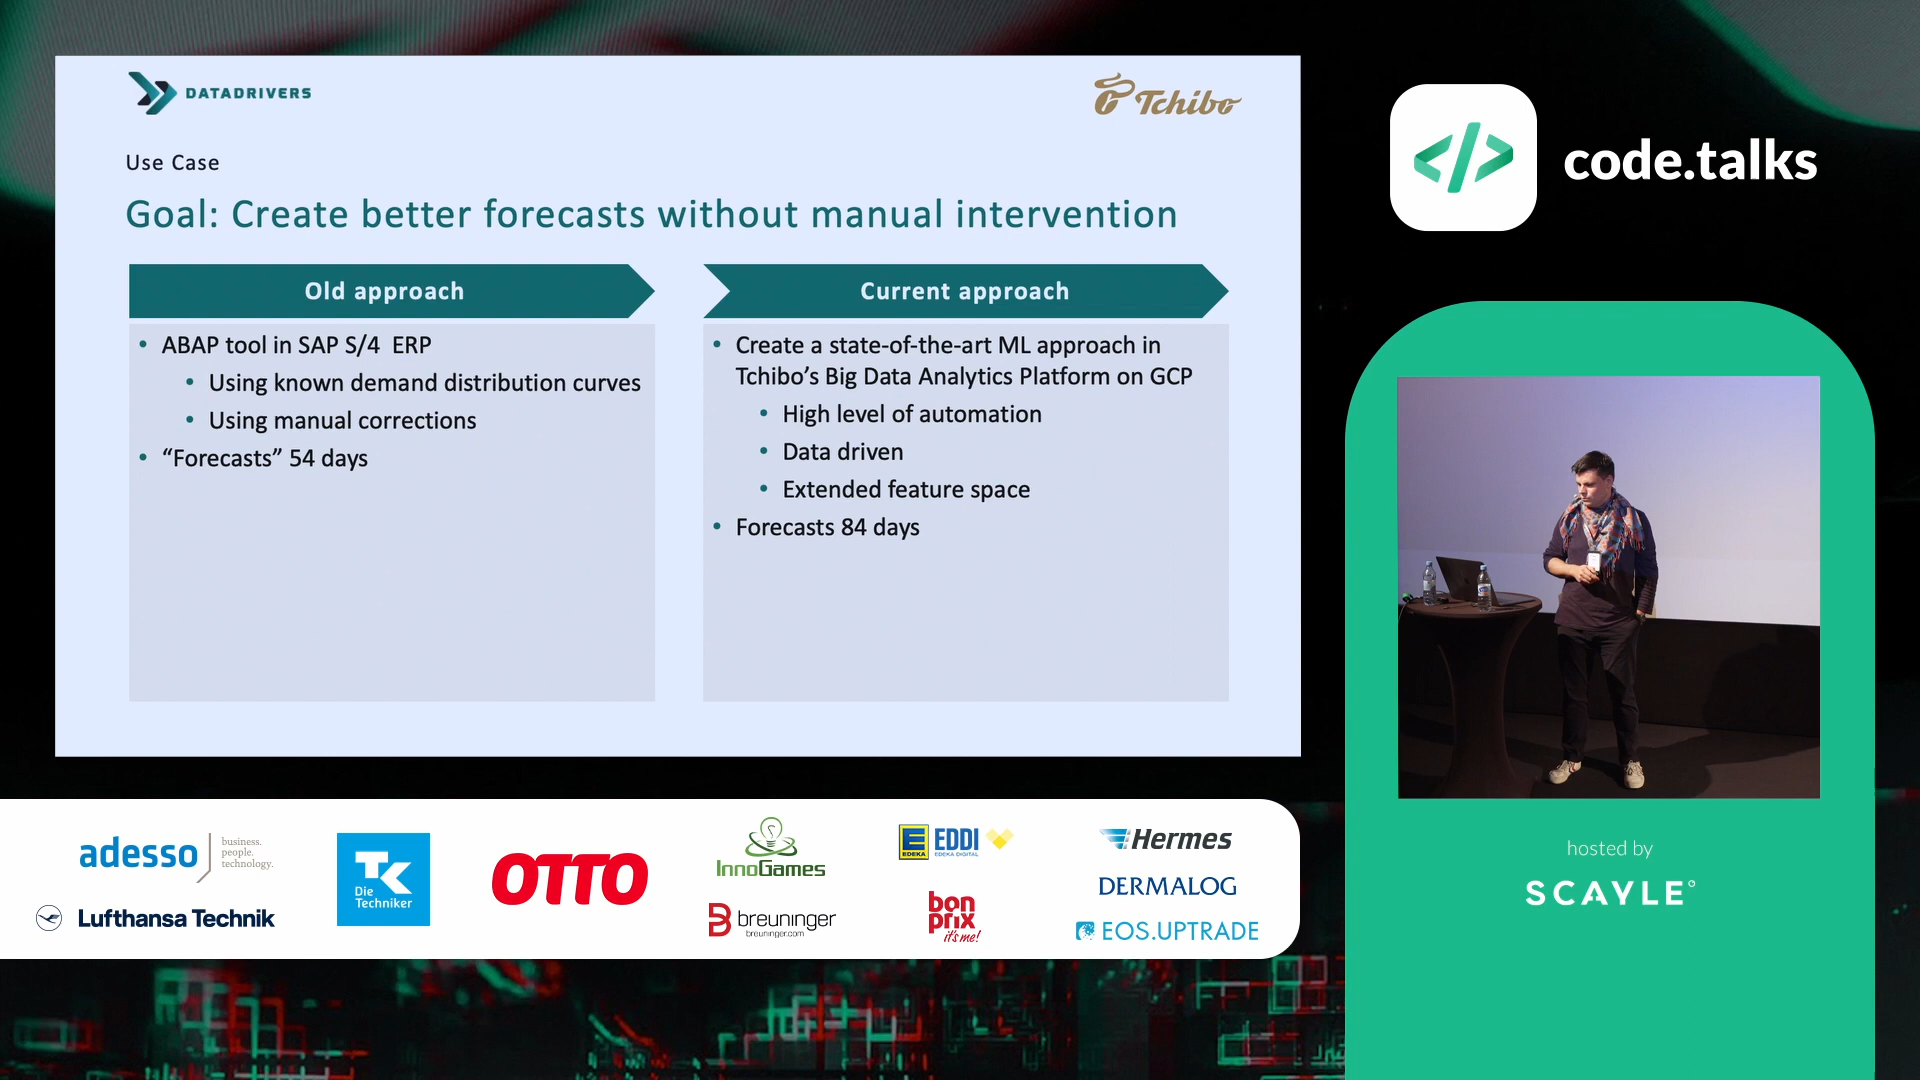 DATADRIVERS
Tchibo
Use Case
Goal: Create better forecasts without manual intervention
Old approach
• ABAP tool in SAP S/4 ERP
• Using known demand distribution curves
• Using manual corrections
• “Forecasts” 54 days
Current approach
• Create a state-of-the-art ML approach in
Tchibo’s Big Data Analytics Platform on GCP
• High level of automation
• Data driven
• Extended feature space
• Forecasts 84 days
</> code.talks
hosted by
SCAYLE
adesso
business.
people.
technology.
Lufthansa Technik
TK
Die
Techniker
OTTO
InnoGames
breuninger
breuninger.com
E
EDEKA
EDDI
EDEKA DIGITAL
bon
prix
it's me!
Hermes
DERMALOG
EOS.UPTRADE